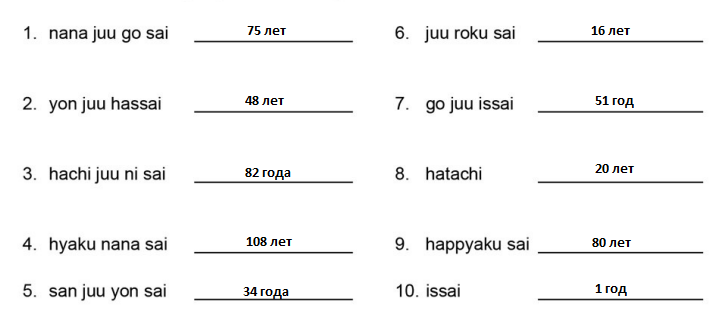 1. nana juu go sai 75 лет
6. juu roku sai 16 лет
2. yon juu hassai 48 лет
7. go juu issai 51 год
3. hachi juu ni sai 82 года
8. hatachi 20 лет
4. hyaku nana sai 108 лет
9. happyaku sai 80 лет
5. san juu yon sai 34 года
10. issai 1 год